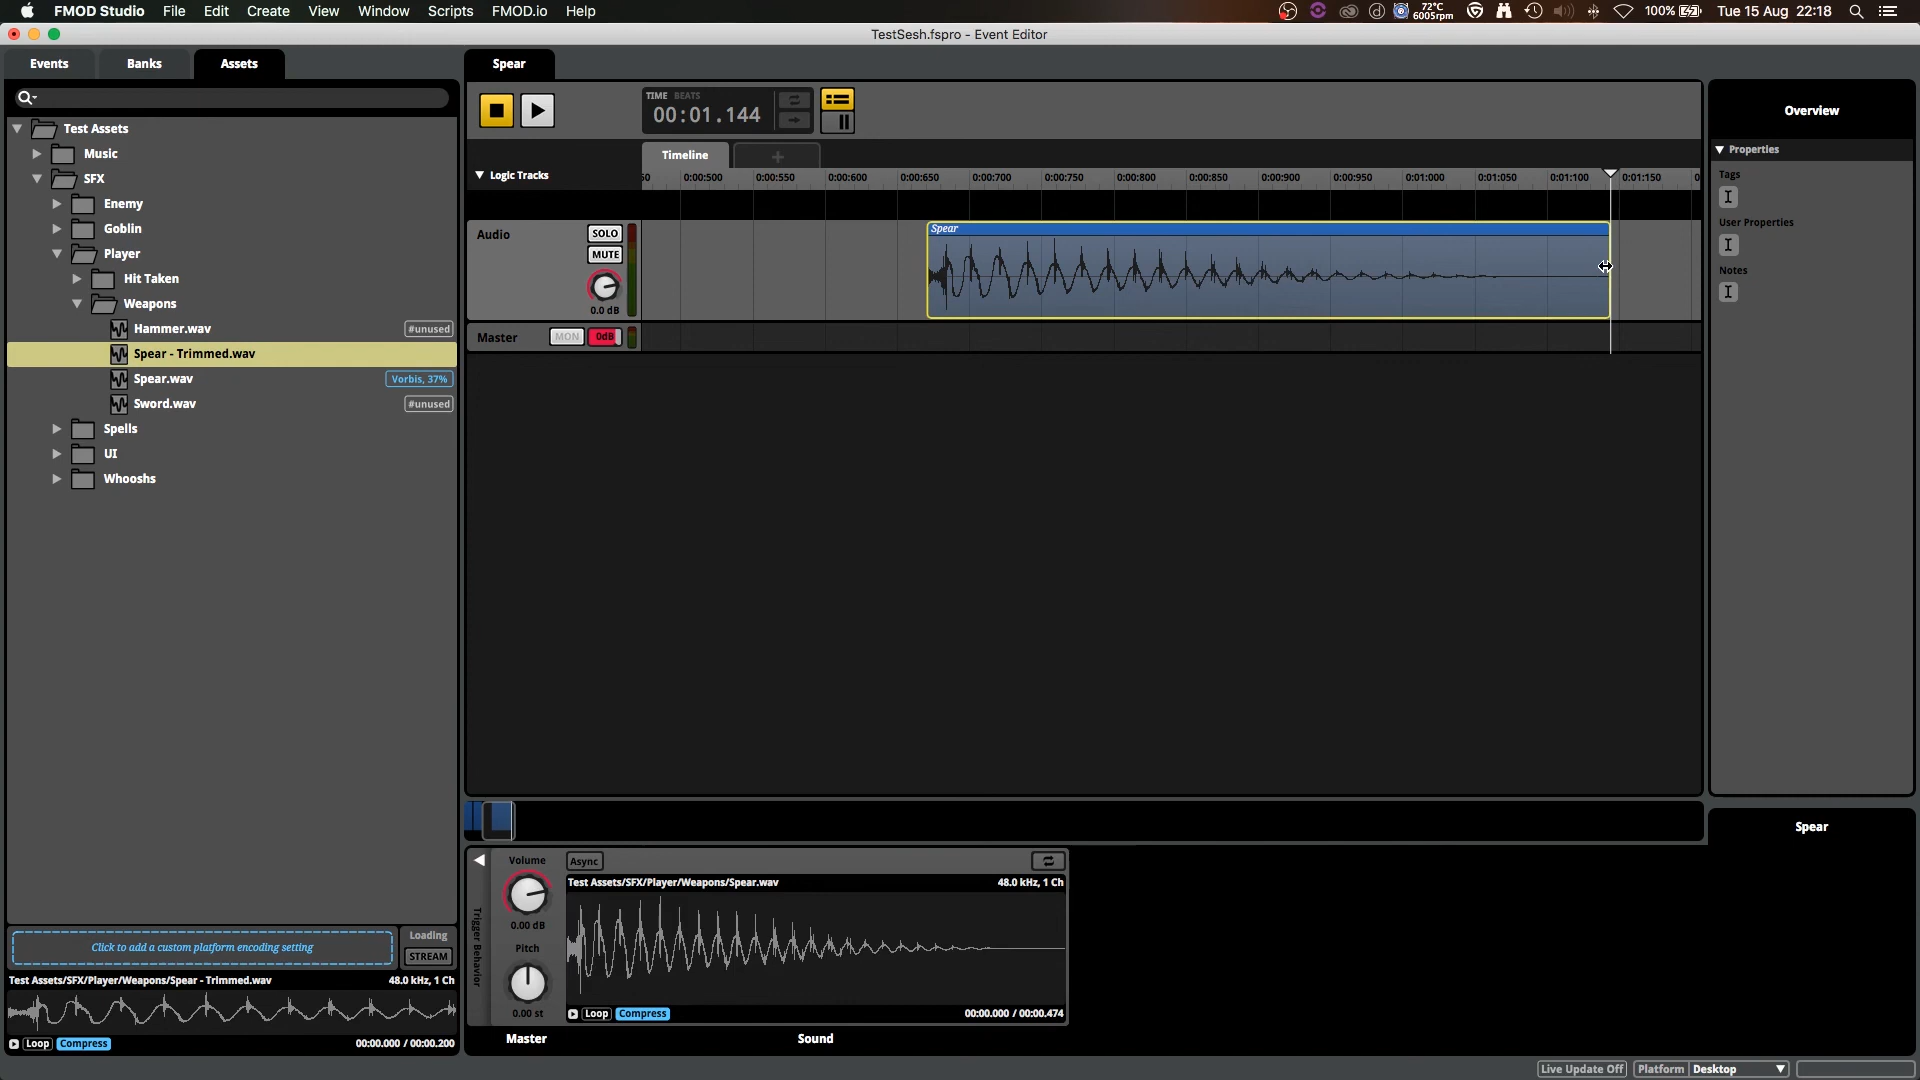 FMOD Studio File Edit Create View Window Scripts FMOD.io Help 72°C 6005rpm 100% Tue 15 Aug 22:18
TestSesh.fspro - Event Editor
Events Banks Assets
Spear
Test Assets
Music
SFX
Enemy
Goblin
Player
Hit Taken
Weapons
Hammer.wav #unused
Spear - Trimmed.wav
Spear.wav Vorbis, 37%
Sword.wav #unused
Spells
UI
Whooshs
TIME BEATS
00:01.144
Timeline +
Logic Tracks
50 0:00:500 0:00:550 0:00:600 0:00:650 0:00:700 0:00:750 0:00:800 0:00:850 0:00:900 0:00:950 0:01:000 0:01:050 0:01:100 0:01:150 0
Audio SOLO
MUTE
0.0 dB
Spear
Master MON 0dB
Overview
Properties
Tags
User Properties
Notes
Spear
Click to add a custom platform encoding setting
Loading
STREAM
Test Assets/SFX/Player/Weapons/Spear - Trimmed.wav 48.0 kHz, 1 Ch
Loop Compress 00:00.000 / 00:00.200
Trigger Behavior
Volume
0.00 dB
Pitch
0.00 st
Master
Async
Test Assets/SFX/Player/Weapons/Spear.wav 48.0 kHz, 1 Ch
Loop Compress 00:00.000 / 00:00.474
Sound
Live Update Off Platform Desktop